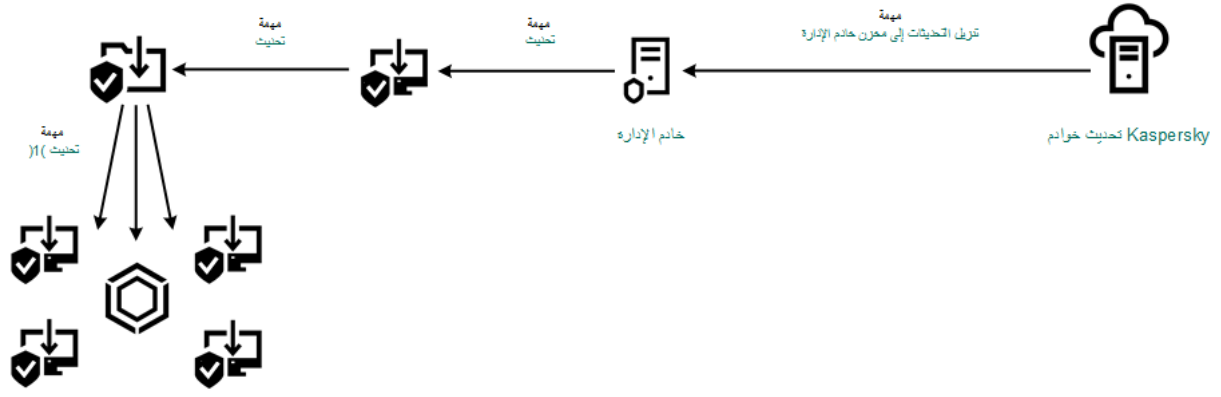 مهمة
تنزيل التحديثات إلى مخزن خادم الإدارة
مهمة
تحديث
مهمة
تحديث
Kaspersky تحديث خوادم
خادم الإدارة
مهمة
تحديث )1(